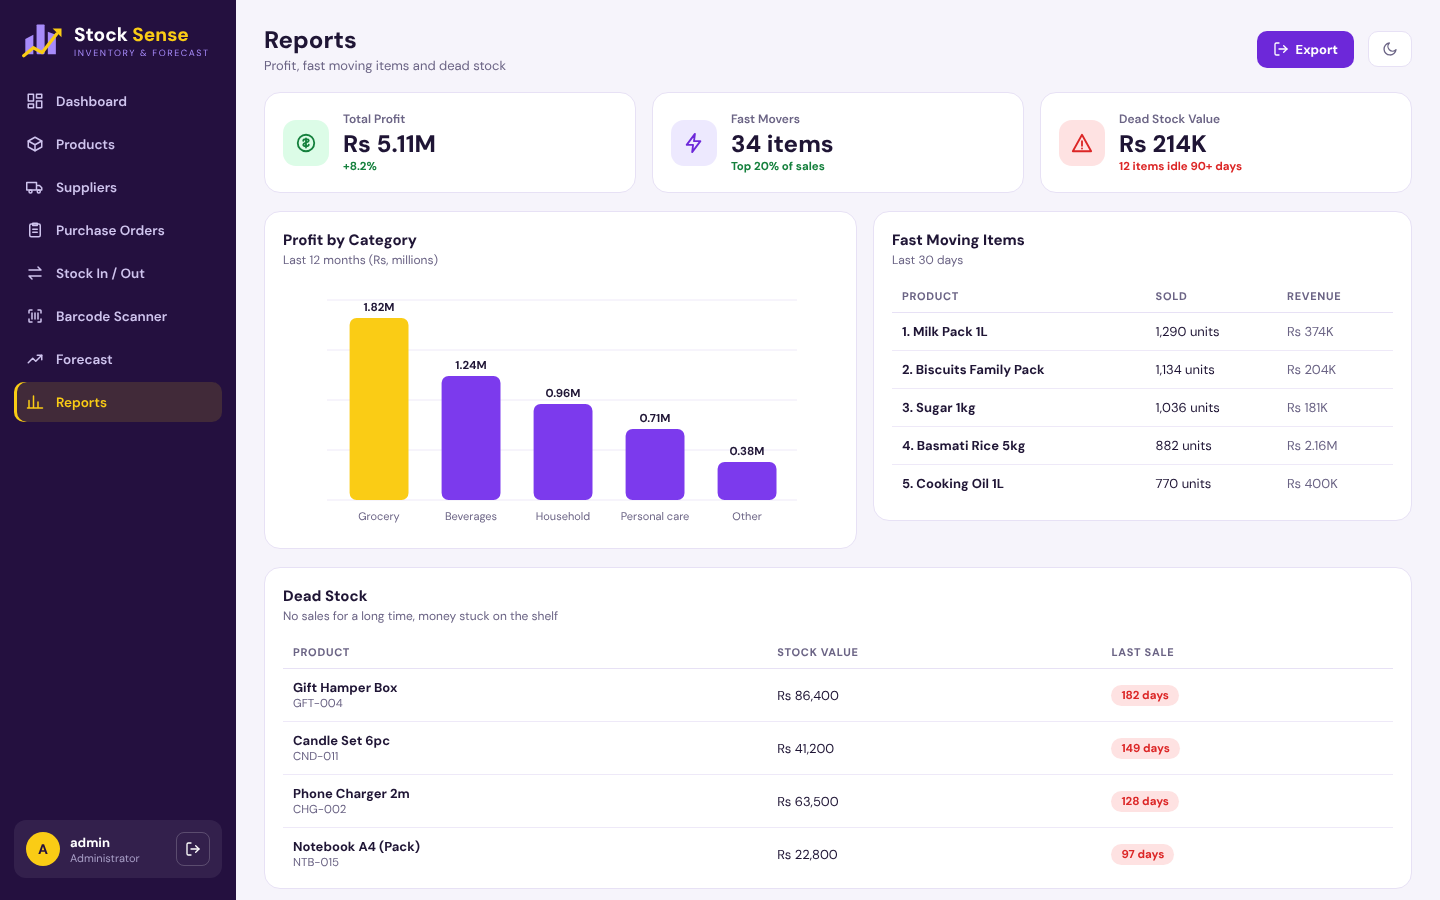 Stock Sense
INVENTORY & FORECAST
Dashboard
Products
Suppliers
Purchase Orders
Stock In / Out
Barcode Scanner
Forecast
Reports
A
admin
Administrator
Reports
Profit, fast moving items and dead stock
Export
Total Profit
Rs 5.11M
+8.2%
Fast Movers
34 items
Top 20% of sales
Dead Stock Value
Rs 214K
12 items idle 90+ days
Profit by Category
Last 12 months (Rs, millions)
1.82M
1.24M
0.96M
0.71M
0.38M
Grocery Beverages Household Personal care Other
Fast Moving Items
Last 30 days
PRODUCT SOLD REVENUE
1. Milk Pack 1L 1,290 units Rs 374K
2. Biscuits Family Pack 1,134 units Rs 204K
3. Sugar 1kg 1,036 units Rs 181K
4. Basmati Rice 5kg 882 units Rs 2.16M
5. Cooking Oil 1L 770 units Rs 400K
Dead Stock
No sales for a long time, money stuck on the shelf
PRODUCT STOCK VALUE LAST SALE
Gift Hamper Box
GFT-004
Rs 86,400
182 days
Candle Set 6pc
CND-011
Rs 41,200
149 days
Phone Charger 2m
CHG-002
Rs 63,500
128 days
Notebook A4 (Pack)
NTB-015
Rs 22,800
97 days